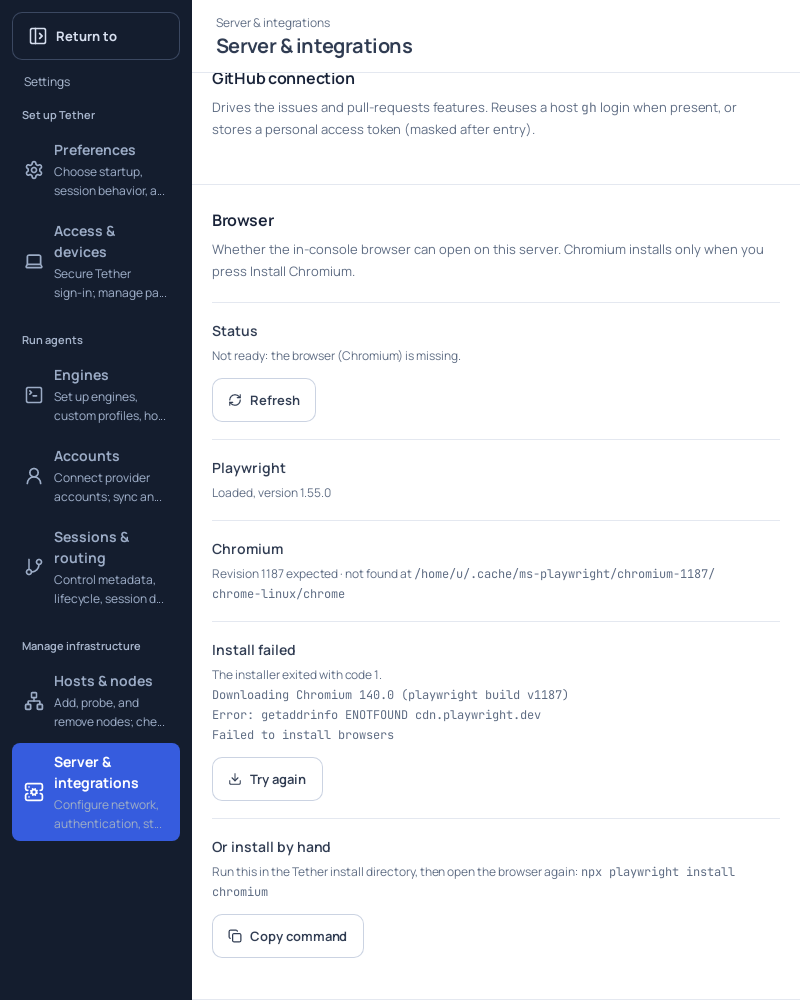 Return to
Settings
Set up Tether
Preferences
Choose startup,
session behavior, a...
Access &
devices
Secure Tether
sign-in; manage pa...
Run agents
Engines
Set up engines,
custom profiles, ho...
Accounts
Connect provider
accounts; sync an...
Sessions &
routing
Control metadata,
lifecycle, session d...
Manage infrastructure
Hosts & nodes
Add, probe, and
remove nodes; che...
Server &
integrations
Configure network,
authentication, st...
Server & integrations
Server & integrations
GitHub connection
Drives the issues and pull-requests features. Reuses a host gh login when present, or
stores a personal access token (masked after entry).
Browser
Whether the in-console browser can open on this server. Chromium installs only when you
press Install Chromium.
Status
Not ready: the browser (Chromium) is missing.
Refresh
Playwright
Loaded, version 1.55.0
Chromium
Revision 1187 expected · not found at /home/u/.cache/ms-playwright/chromium-1187/
chrome-linux/chrome
Install failed
The installer exited with code 1.
Downloading Chromium 140.0 (playwright build v1187)
Error: getaddrinfo ENOTFOUND cdn.playwright.dev
Failed to install browsers
Try again
Or install by hand
Run this in the Tether install directory, then open the browser again: npx playwright install
chromium
Copy command